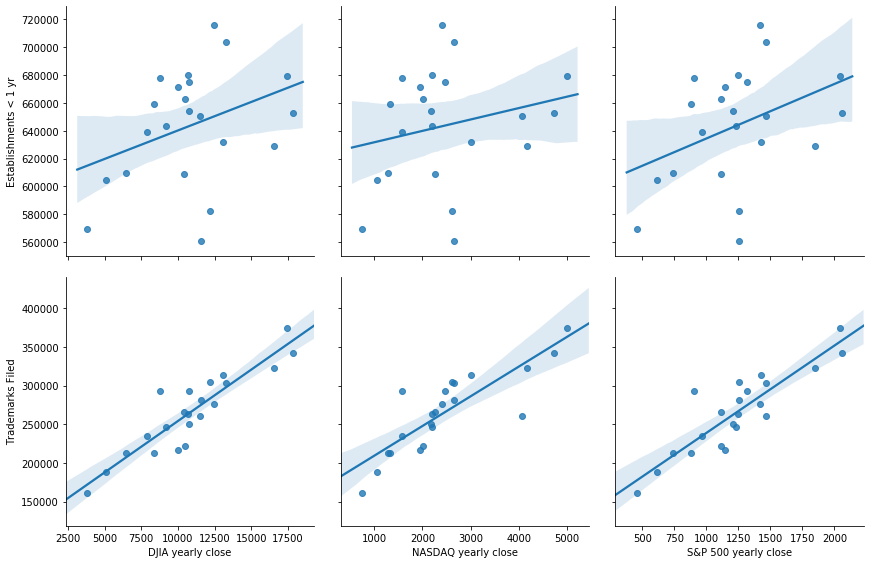 Establishments < 1 yr
720000
700000
680000
660000
640000
620000
600000
580000
560000
Trademarks Filed
400000
350000
300000
250000
200000
150000
2500 5000 7500 10000 12500 15000 17500
DJIA yearly close
1000 2000 3000 4000 5000
NASDAQ yearly close
500 750 1000 1250 1500 1750 2000
S&P 500 yearly close